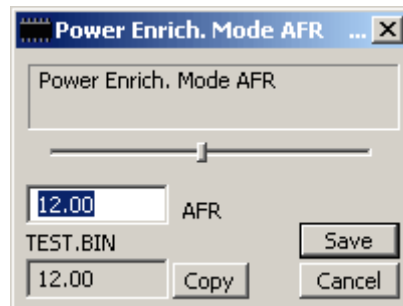 Power Enrich. Mode AFR ...
Power Enrich. Mode AFR
12.00 AFR
TEST.BIN
Save
12.00
Copy
Cancel